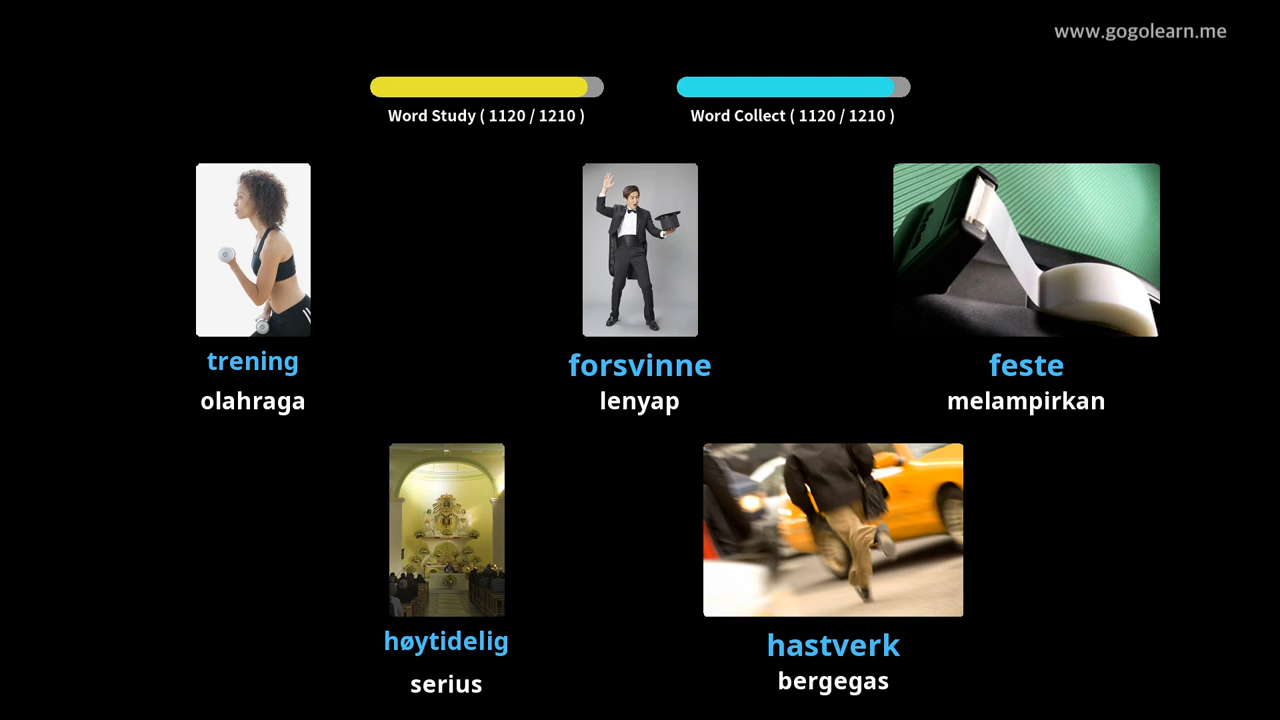 www.gogolearn.me
Word Study ( 1120 / 1210 )
Word Collect ( 1120 / 1210 )
trening
olahraga
forsvinne
lenyap
feste
melampirkan
høytidelig
serius
hastverk
bergegas